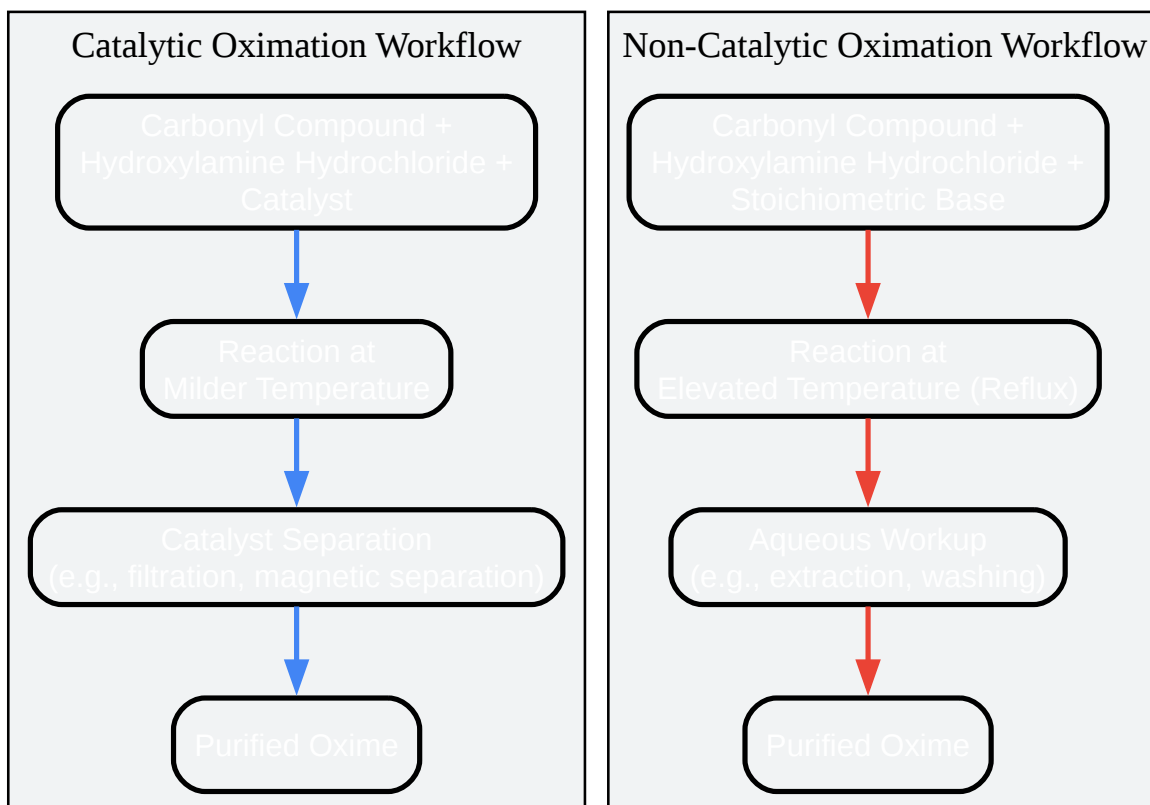 Catalytic Oximation Workflow
Carbonyl Compound +
Hydroxylamine Hydrochloride +
Catalyst
Reaction at
Milder Temperature
Catalyst Separation
(e.g., filtration, magnetic separation)
Purified Oxime
Non-Catalytic Oximation Workflow
Carbonyl Compound +
Hydroxylamine Hydrochloride +
Stoichiometric Base
Reaction at
Elevated Temperature (Reflux)
Aqueous Workup
(e.g., extraction, washing)
Purified Oxime